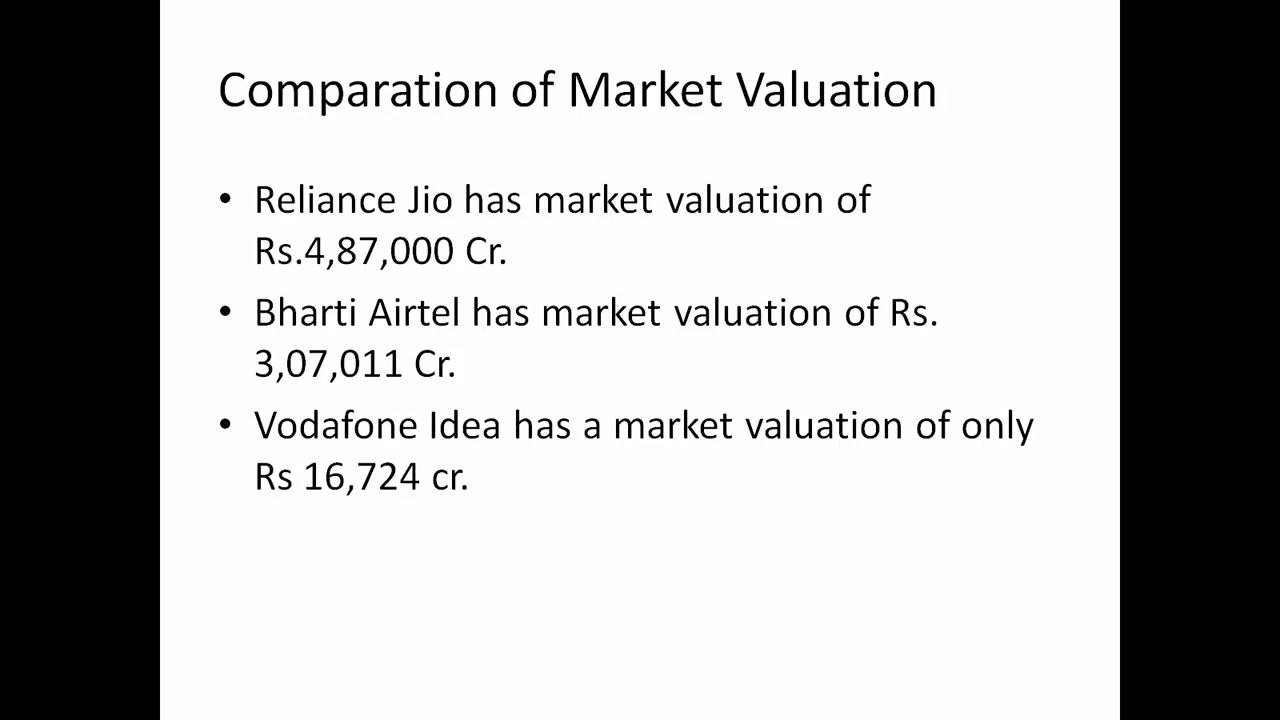 Comparation of Market Valuation
• Reliance Jio has market valuation of
Rs.4,87,000 Cr.
• Bharti Airtel has market valuation of Rs.
3,07,011 Cr.
• Vodafone Idea has a market valuation of only
Rs 16,724 cr.